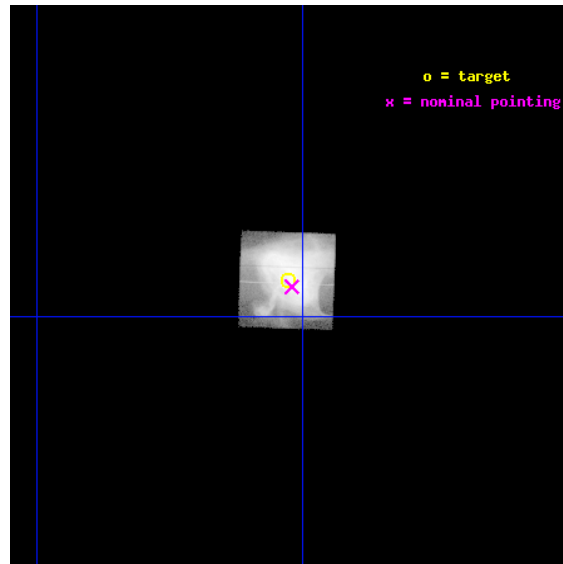 o = target
x = nominal pointing